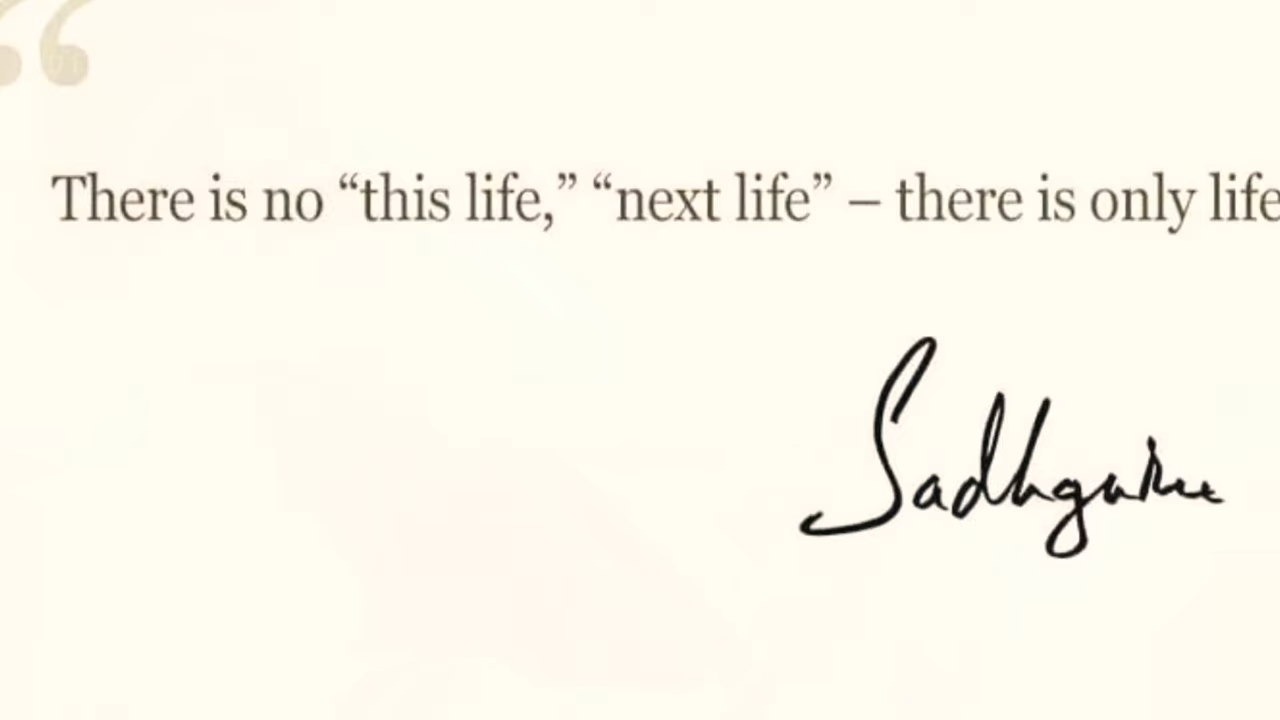 “
There is no “this life,” “next life” – there is only life
Sadhguru